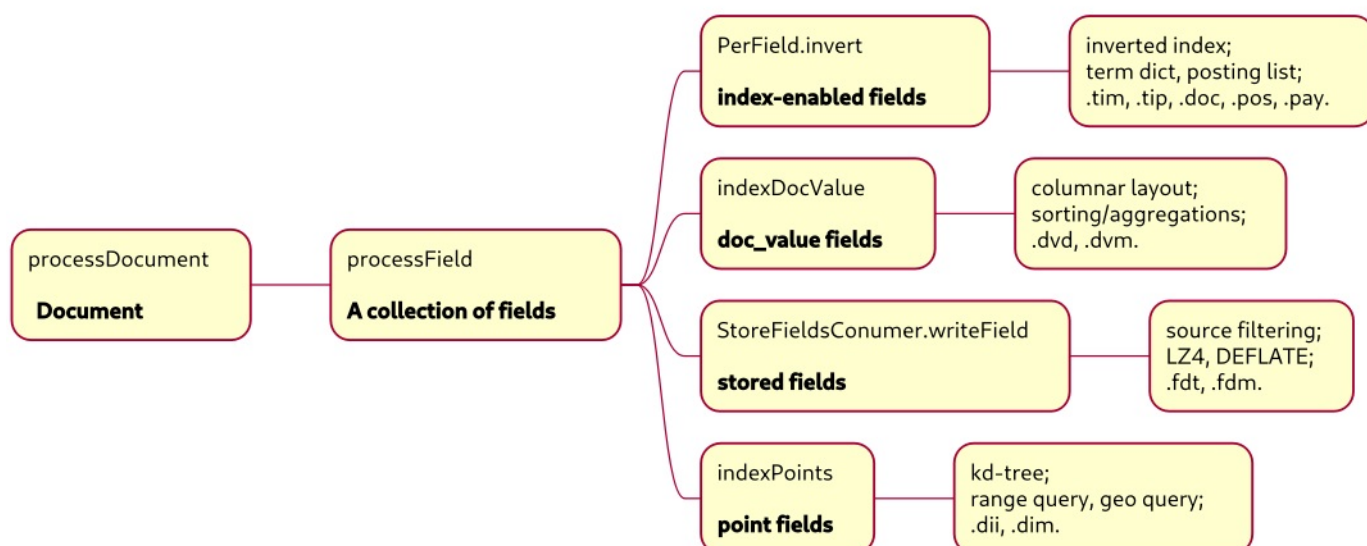 processDocument
Document
processField
A collection of fields
PerField.invert
index-enabled fields
inverted index;
term dict, posting list;
.tim, .tip, .doc, .pos, .pay.
indexDocValue
doc_value fields
columnar layout;
sorting/aggregations;
.dvd, .dvm.
StoreFieldsConumer.writeField
stored fields
source filtering;
LZ4, DEFLATE;
.fdt, .fdm.
indexPoints
point fields
kd-tree;
range query, geo query;
.dii, .dim.